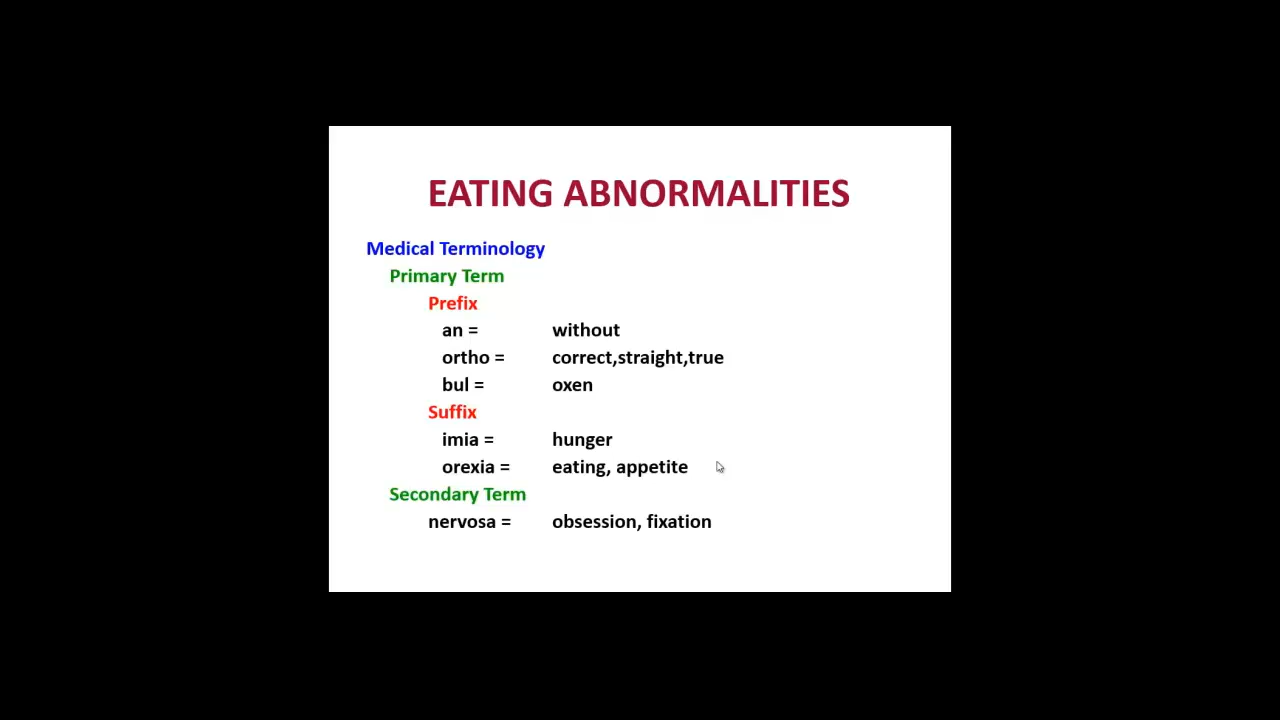 EATING ABNORMALITIES
Medical Terminology
Primary Term
Prefix
an = without
ortho = correct,straight,true
bul = oxen
Suffix
imia = hunger
orexia = eating, appetite
Secondary Term
nervosa = obsession, fixation